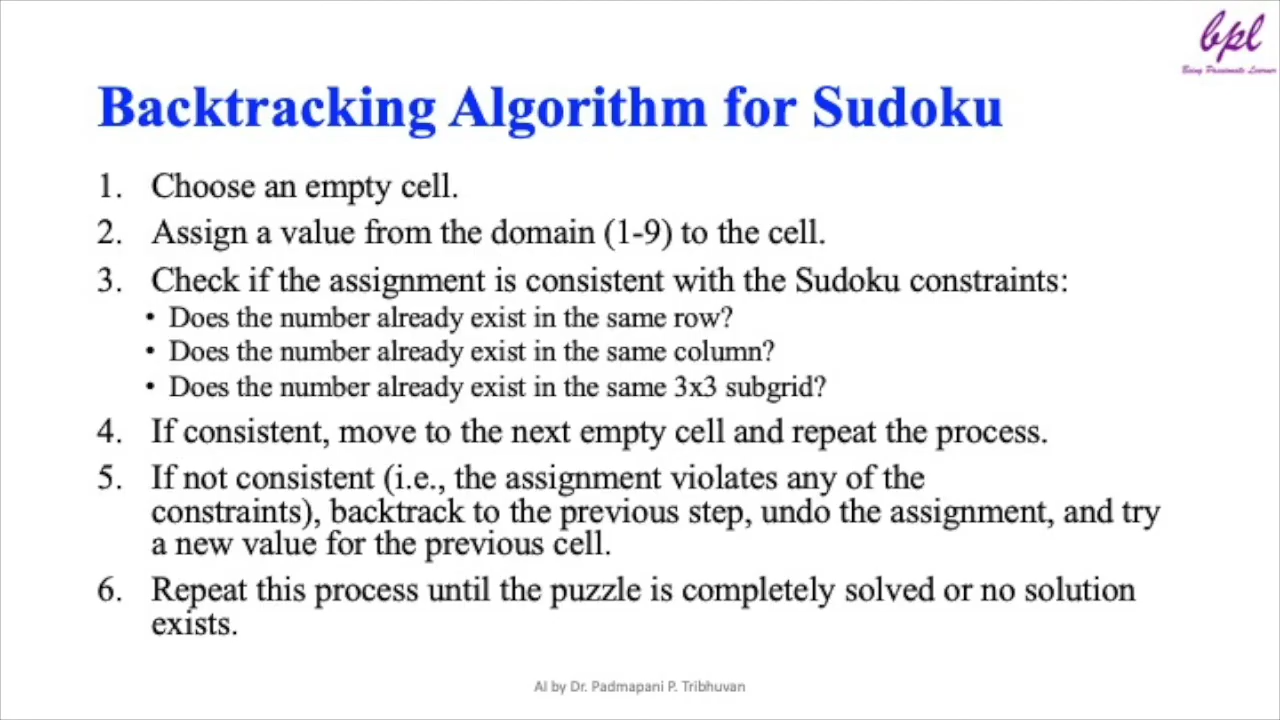 bpl
Being Passionate Learner
Backtracking Algorithm for Sudoku
1. Choose an empty cell.
2. Assign a value from the domain (1-9) to the cell.
3. Check if the assignment is consistent with the Sudoku constraints:
• Does the number already exist in the same row?
• Does the number already exist in the same column?
• Does the number already exist in the same 3x3 subgrid?
4. If consistent, move to the next empty cell and repeat the process.
5. If not consistent (i.e., the assignment violates any of the
constraints), backtrack to the previous step, undo the assignment, and try
a new value for the previous cell.
6. Repeat this process until the puzzle is completely solved or no solution
exists.
AI by Dr. Padmapani P. Tribhuvan